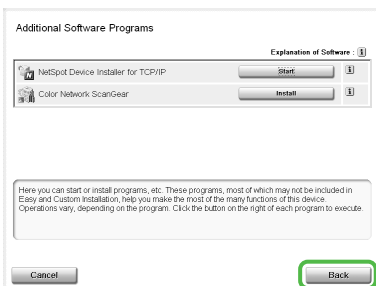 Additional Software Programs
Explanation of Software :
NetSpot Device Installer for TCP/IP Start
Color Network ScanGear Install
Here you can start or install programs, etc. These programs, most of which may not be included in
Easy and Custom Installation, help you make the most of the many functions of this device.
Operations vary, depending on the program. Click the button on the right of each program to execute.
Cancel Back